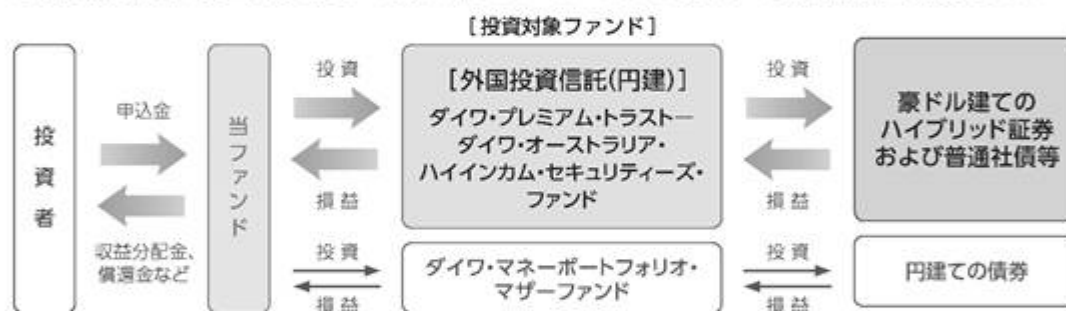 [投資対象ファンド]
投資者
申込金
収益分配金、
償還金など
当ファンド
投資
損益
[外国投資信託(円建)]
ダイワ・プレミアム・トラスト―
ダイワ・オーストラリア・
ハイインカム・セキュリティーズ・
ファンド
投資
損益
豪ドル建ての
ハイブリッド証券
および普通社債等
投資
損益
ダイワ・マネーポートフォリオ・
マザーファンド
投資
損益
円建ての債券